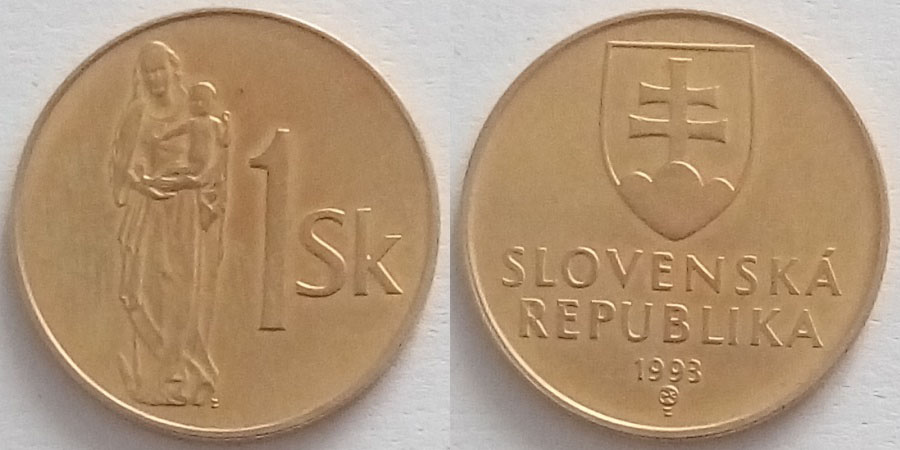 1 Sk
SLOVENSKÁ
REPUBLIKA
1993